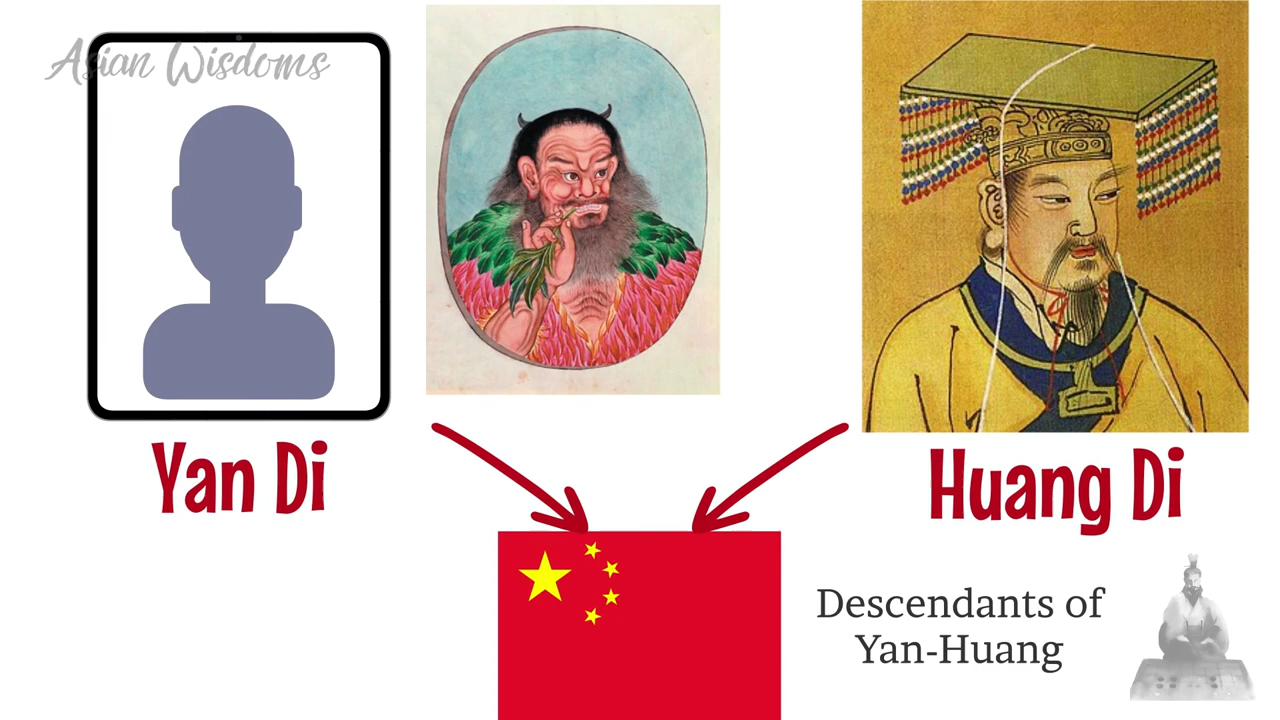 Asian Wisdoms
Yan Di
Huang Di
Descendants of
Yan-Huang